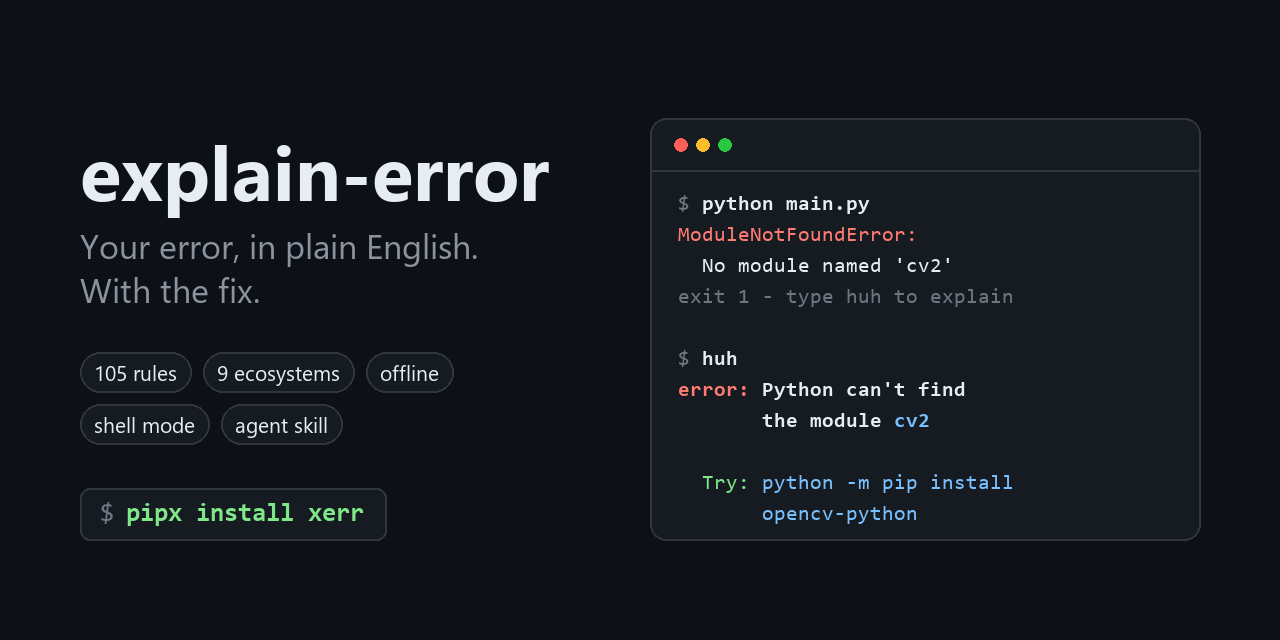 explain-error
Your error, in plain English.
With the fix.
105 rules
9 ecosystems
offline
shell mode
agent skill
$ pipx install xerr
$ python main.py
ModuleNotFoundError:
No module named 'cv2'
exit 1 - type huh to explain
$ huh
error: Python can't find
the module cv2
Try: python -m pip install
opencv-python